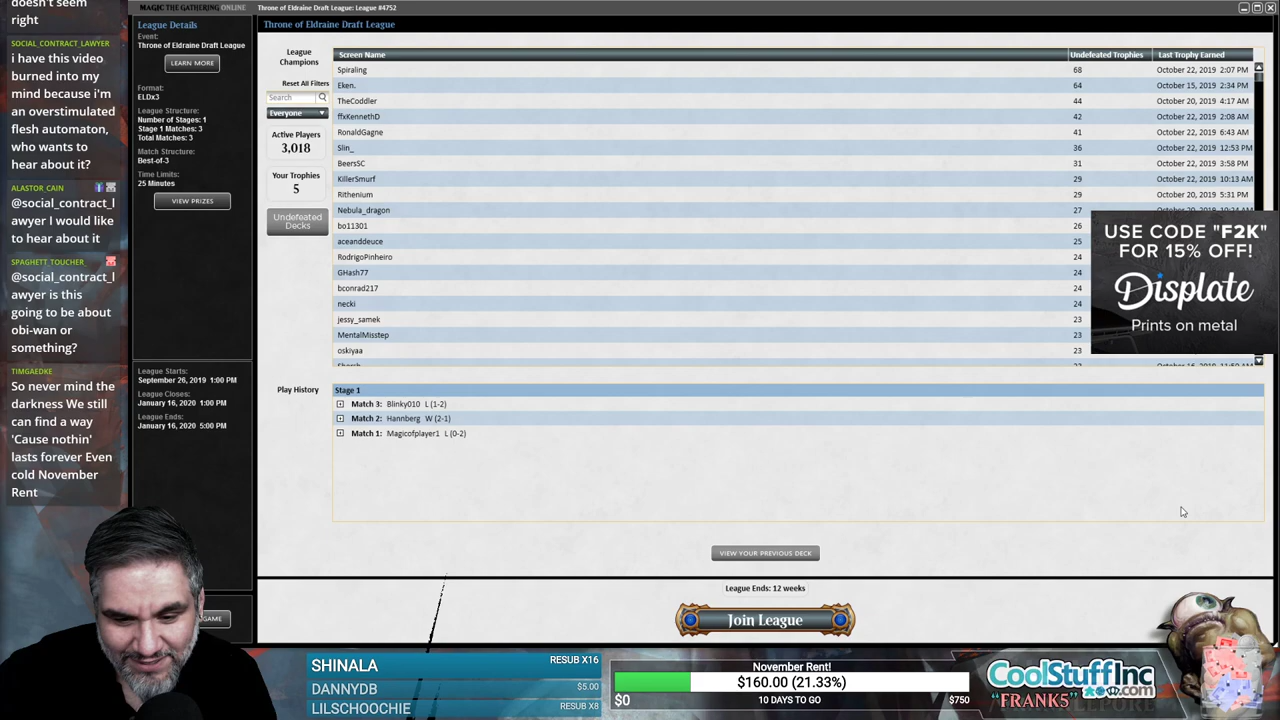 doesn't seem
right
SOCIAL_CONTRACT_LAWYER
i have this video
burned into my
mind because i'm
an overstimulated
flesh automaton,
who wants to
hear about it?
ALASTOR_CAIN
@social_contract_l
awyer I would like
to hear about it
SPAGHETT_TOUCHER_
@social_contract_l
awyer is this
going to be about
obi-wan or
something?
TIMGAEDKE
So never mind the
darkness We still
can find a way
'Cause nothin'
lasts forever Even
cold November
Rent
MAGIC THE GATHERING ONLINE
Throne of Eldraine Draft League: League #4752
League Details
Event:
Throne of Eldraine Draft League
LEARN MORE
Format:
ELDx3
League Structure:
Number of Stages: 1
Stage 1 Matches: 3
Total Matches: 3
Match Structure:
Best-of-3
Time Limits:
25 Minutes
VIEW PRIZES
League Starts:
September 26, 2019 1:00 PM
League Closes:
January 16, 2020 1:00 PM
League Ends:
January 16, 2020 5:00 PM
GAME
Throne of Eldraine Draft League
League
Champions
Reset All Filters
Search
Everyone
Active Players
3,018
Your Trophies
5
Undefeated
Decks
Screen Name Undefeated Trophies Last Trophy Earned
Spiraling 68 October 22, 2019 2:07 PM
Eken. 64 October 15, 2019 2:34 PM
TheCoddler 44 October 20, 2019 4:17 AM
ffxKennethD 42 October 22, 2019 2:08 AM
RonaldGagne 41 October 22, 2019 6:43 AM
Slin_ 36 October 22, 2019 12:53 PM
BeersSC 31 October 22, 2019 3:58 PM
KillerSmurf 29 October 22, 2019 10:13 AM
Rithenium 29 October 20, 2019 5:31 PM
Nebula_dragon 27
bo11301 26
aceanddeuce 25
RodrigoPinheiro 24
GHash77 24
bconrad217 24
necki 24
jessy_samek 23
MentalMisstep 23
oskiyaa 23
USE CODE "F2K"
FOR 15% OFF!
Displate
Prints on metal
Play History
Stage 1
Match 3: Blinky010 L (1-2)
Match 2: Hannberg W (2-1)
Match 1: Magicofplayer1 L (0-2)
VIEW YOUR PREVIOUS DECK
League Ends: 12 weeks
Join League
SHINALA RESUB X16
DANNYDB $5.00
LILSCHOOCHIE RESUB X8
November Rent!
$160.00 (21.33%)
$0 10 DAYS TO GO $750
CoolStuffInc
.com
"FRANKS"